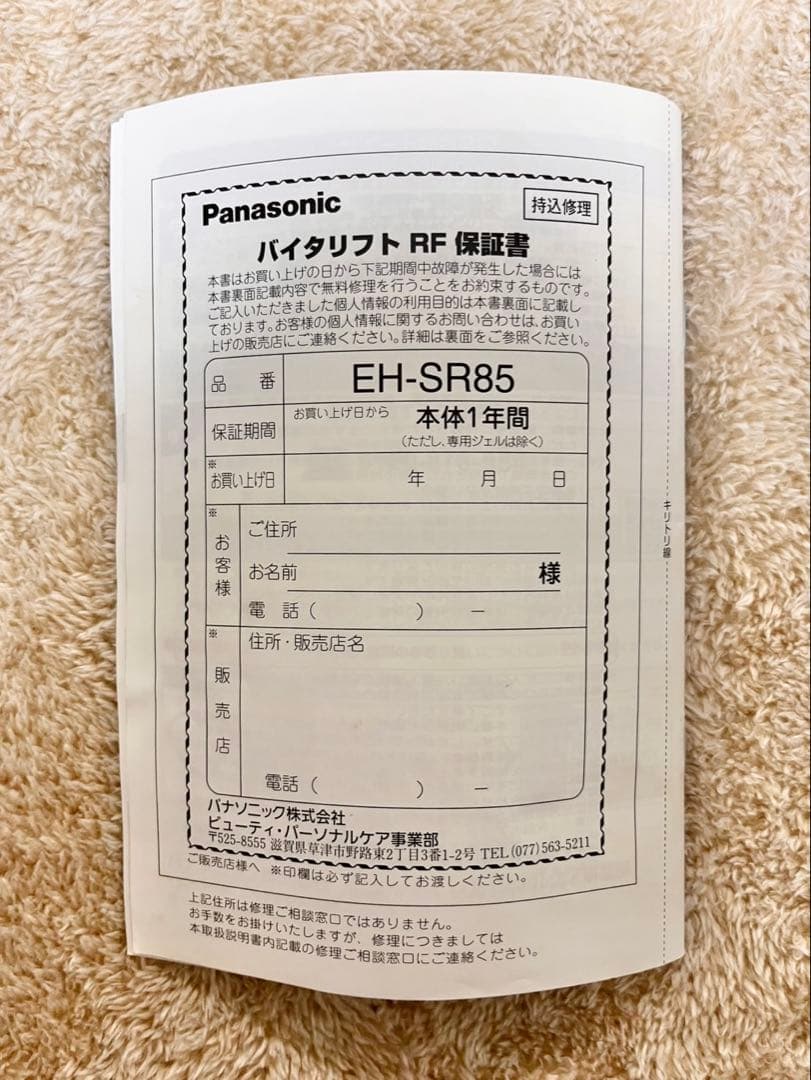 Panasonic
持込修理
バイタリフト RF 保証書
本書はお買い上げの日から下記期間中故障が発生した場合には
本書裏面記載内容で無料修理を行うことをお約束するものです。
ご記入いただきました個人情報の利用目的は本書裏面に記載し
ております。お客様の個人情報に関するお問い合わせは、お買い
上げの販売店にご連絡ください。詳細は裏面をご参照ください。
品 番 EH-SR85
保証期間 お買い上げ日から 本体1年間
(ただし、専用ジェルは除く)
※
お買い上げ日 年 月 日
※
お客様
ご住所
お名前 様
電 話 ( ) －
※
販売店
住所・販売店名
電話 ( ) －
パナソニック株式会社
ビューティ・パーソナルケア事業部
〒525-8555 滋賀県草津市野路東2丁目3番1-2号 TEL (077) 563-5211
ご販売店様へ ※印欄は必ず記入してお渡しください。
キリトリ線
上記住所は修理ご相談窓口ではありません。
お手数をお掛けいたしますが、修理につきましては
本取扱説明書内記載の修理ご相談窓口にご連絡ください。